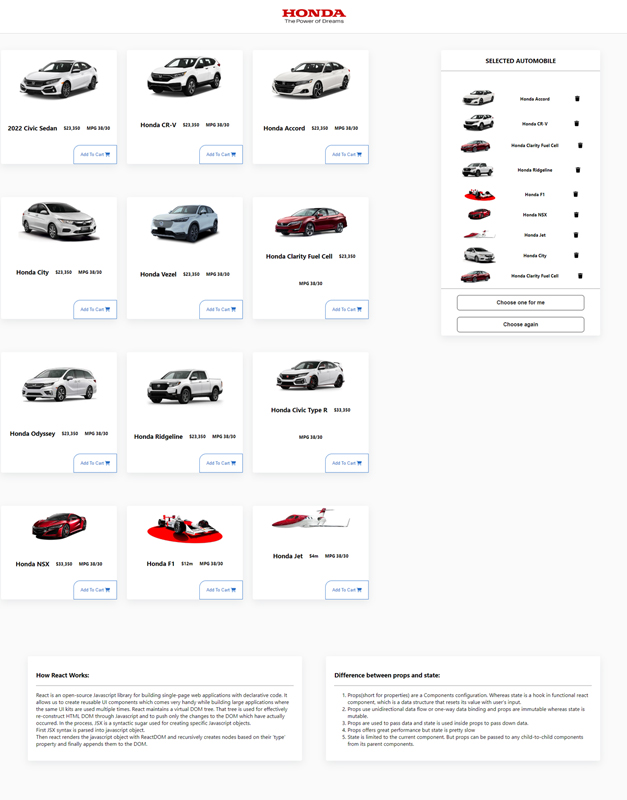 HONDA
The Power of Dreams
2022 Civic Sedan $23,350 MPG 38/30
Add To Cart
Honda CR-V $23,350 MPG 38/30
Add To Cart
Honda Accord $23,350 MPG 38/30
Add To Cart
Honda City $23,350 MPG 38/30
Add To Cart
Honda Vezel $23,350 MPG 38/30
Add To Cart
Honda Clarity Fuel Cell $23,350
MPG 38/30
Add To Cart
Honda Odyssey $23,350 MPG 38/30
Add To Cart
Honda Ridgeline $23,350 MPG 38/30
Add To Cart
Honda Civic Type R $33,350
MPG 38/30
Add To Cart
Honda NSX $33,350 MPG 38/30
Add To Cart
Honda F1 $12m MPG 38/30
Add To Cart
Honda Jet $4m MPG 38/30
Add To Cart
SELECTED AUTOMOBILE
Honda Accord
Honda CR-V
Honda Clarity Fuel Cell
Honda Ridgeline
Honda F1
Honda NSX
Honda Jet
Honda City
Honda Clarity Fuel Cell
Choose one for me
Choose again
How React Works:
React is an open-source Javascript library for building single-page web applications with declarative code. It
allows us to create reusable UI components which comes very handy while building large applications where
the same UI kits are used multiple times. React maintains a virtual DOM tree. That tree is used for effectively
re-construct HTML DOM through Javascript and to push only the changes to the DOM which have actually
occurred. In the process, JSX is a syntactic sugar used for creating specific Javascript objects.
First JSX syntax is parsed into javascript object.
Then react renders the javascript object with ReactDOM and recursively creates nodes based on their 'type'
property and finally appends them to the DOM.
Difference between props and state:
1. Props(short for properties) are a Components configuration. Whereas state is a hook in functional react
component, which is a data structure that resets its value with user's input.
2. Props use unidirectional data flow or one-way data binding and props are immutable whereas state is
mutable.
3. Props are used to pass data and state is used inside props to pass down data.
4. Props offers great performance but state is pretty slow.
5. State is limited to the current component. But props can be passed to any child-to-child components
from its parent components.